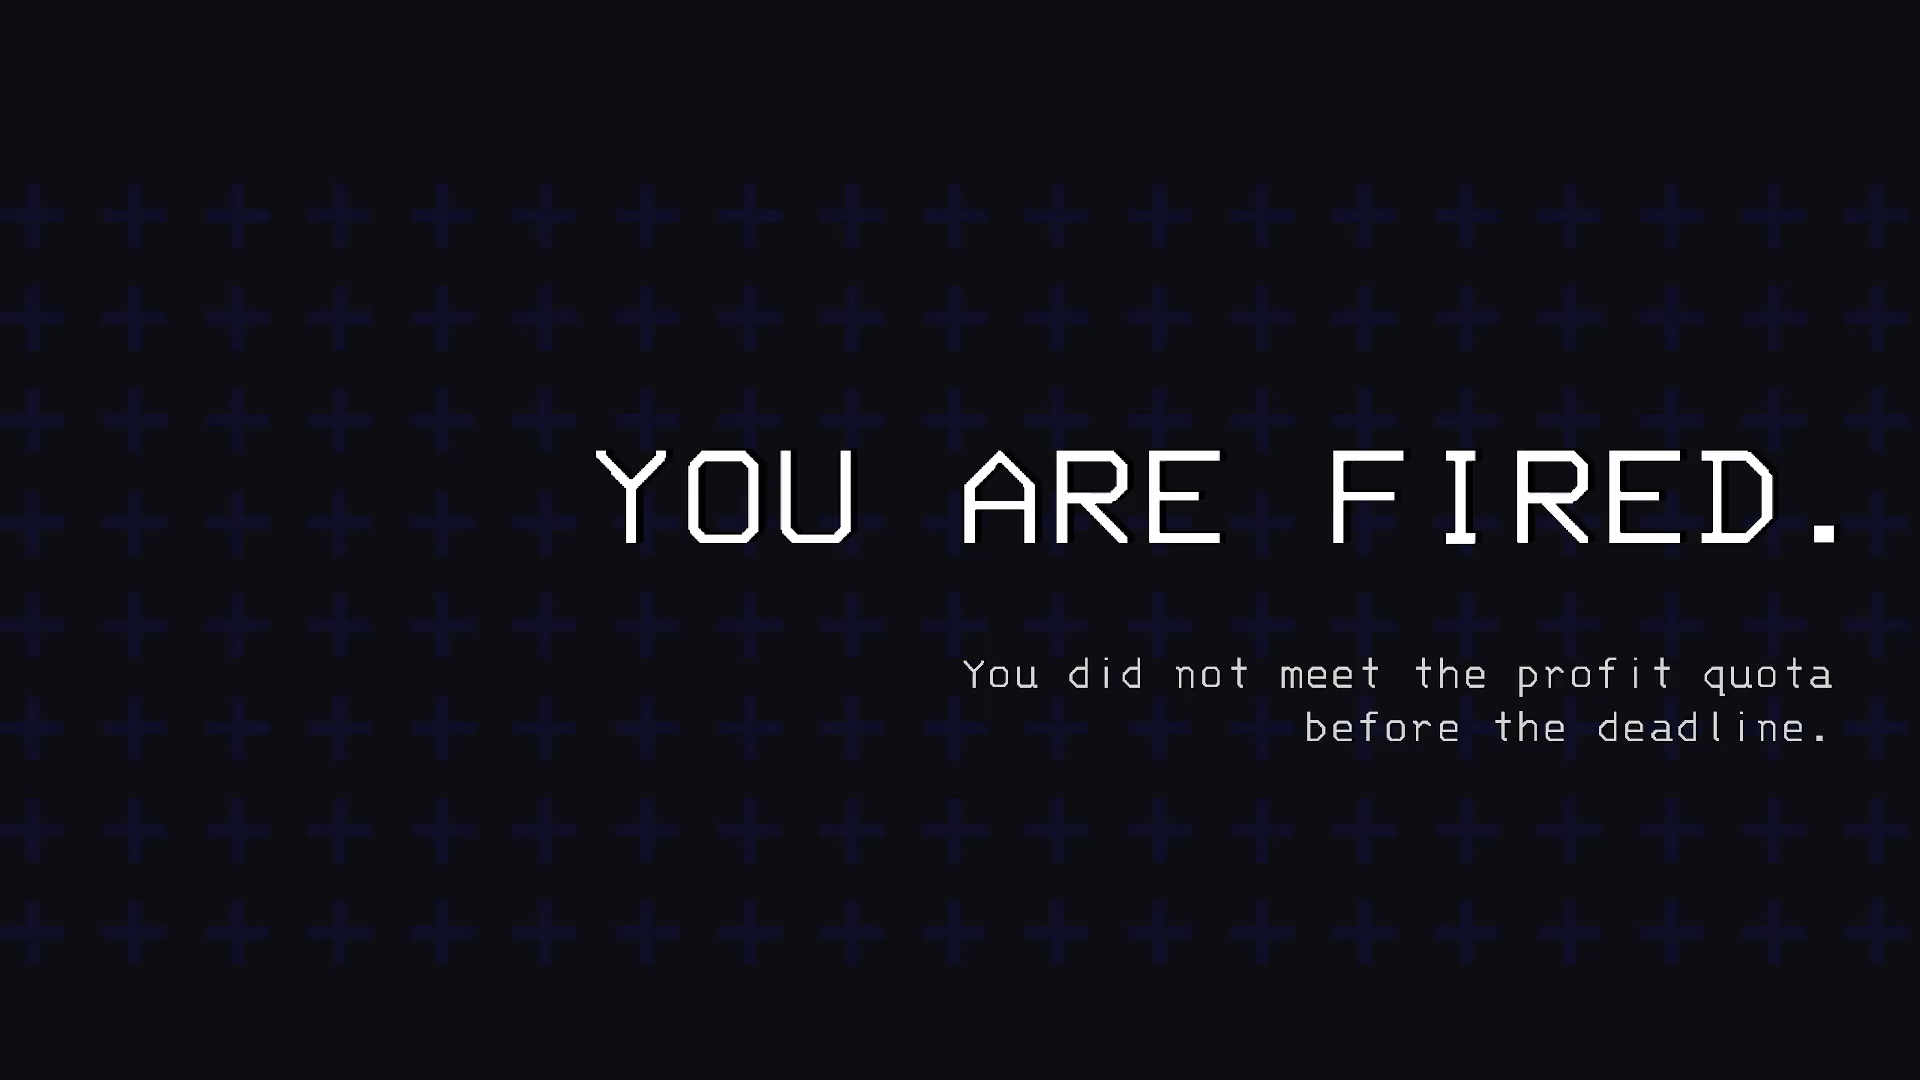 YOU ARE FIRED.
You did not meet the profit quota
before the deadline.